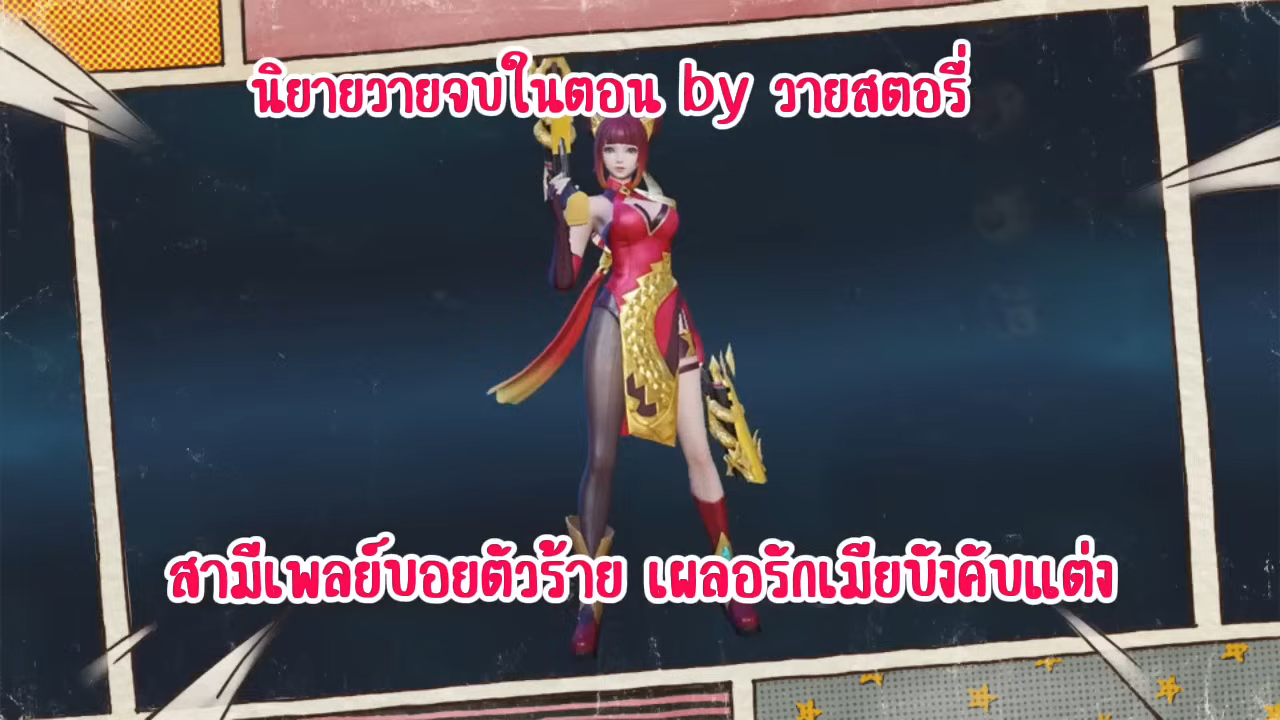 นิยายวายจบในตอน by วายสตอรี่
สามีเพลย์บอยตัวร้าย เผลอรักเมียบังคับแต่ง